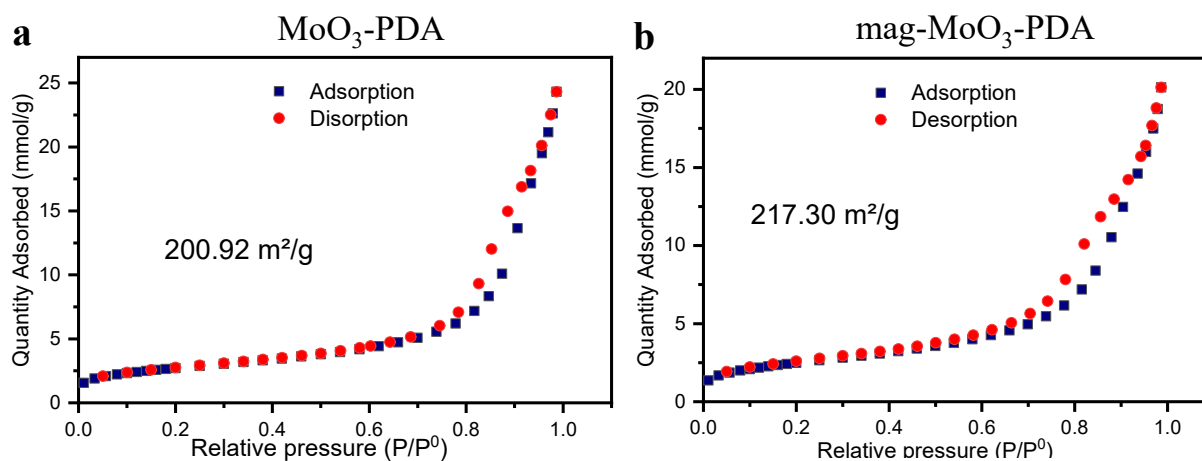 a
MoO₃-PDA
25
20
15
10
5
0
Quantity Adsorbed (mmol/g)
Adsorption
Disorption
200.92 m²/g
0.0 0.2 0.4 0.6 0.8 1.0
Relative pressure (P/P⁰)
b
mag-MoO₃-PDA
20
15
10
5
0
Quantity Adsorbed (mmol/g)
Adsorption
Desorption
217.30 m²/g
0.0 0.2 0.4 0.6 0.8 1.0
Relative pressure (P/P⁰)